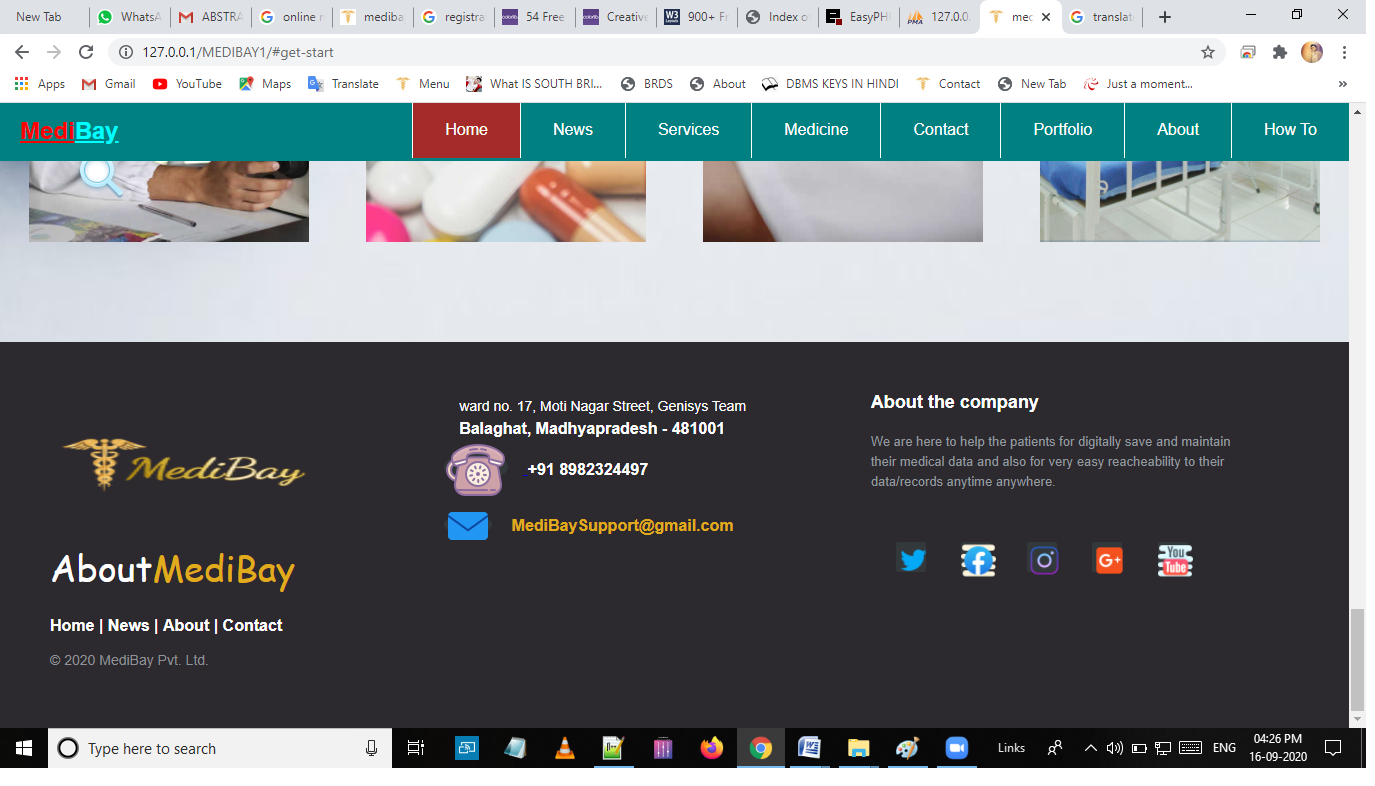 New Tab WhatsA ABSTRA online r mediba registra 54 Free Creative 900+ Fr Index o EasyPH 127.0.0. mec translat
127.0.0.1/MEDIBAY1/#get-start
Apps Gmail YouTube Maps Translate Menu What IS SOUTH BRI... BRDS About DBMS KEYS IN HINDI Contact New Tab Just a moment... »
MediBay Home News Services Medicine Contact Portfolio About How To
MediBay
AboutMediBay
Home | News | About | Contact
© 2020 MediBay Pvt. Ltd.
ward no. 17, Moti Nagar Street, Genisys Team
Balaghat, Madhyapradesh - 481001
+91 8982324497
MediBaySupport@gmail.com
About the company
We are here to help the patients for digitally save and maintain
their medical data and also for very easy reacheability to their
data/records anytime anywhere.
G+ You
Tube
Type here to search Links ENG 04:26 PM
16-09-2020